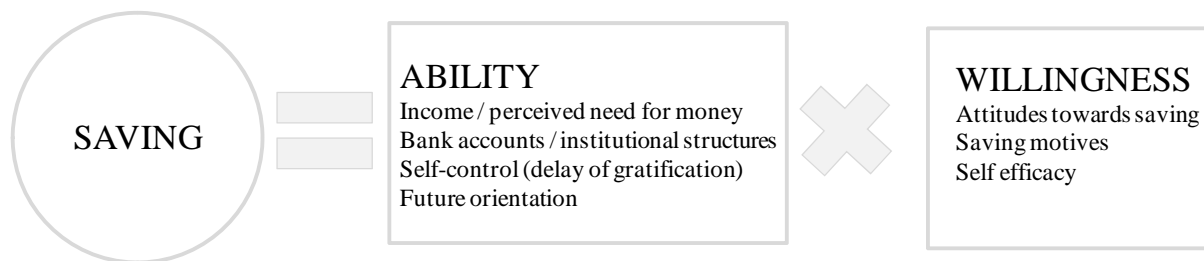 SAVING
ABILITY
Income / perceived need for money
Bank accounts / institutional structures
Self-control (delay of gratification)
Future orientation
WILLINGNESS
Attitudes towards saving
Saving motives
Self efficacy